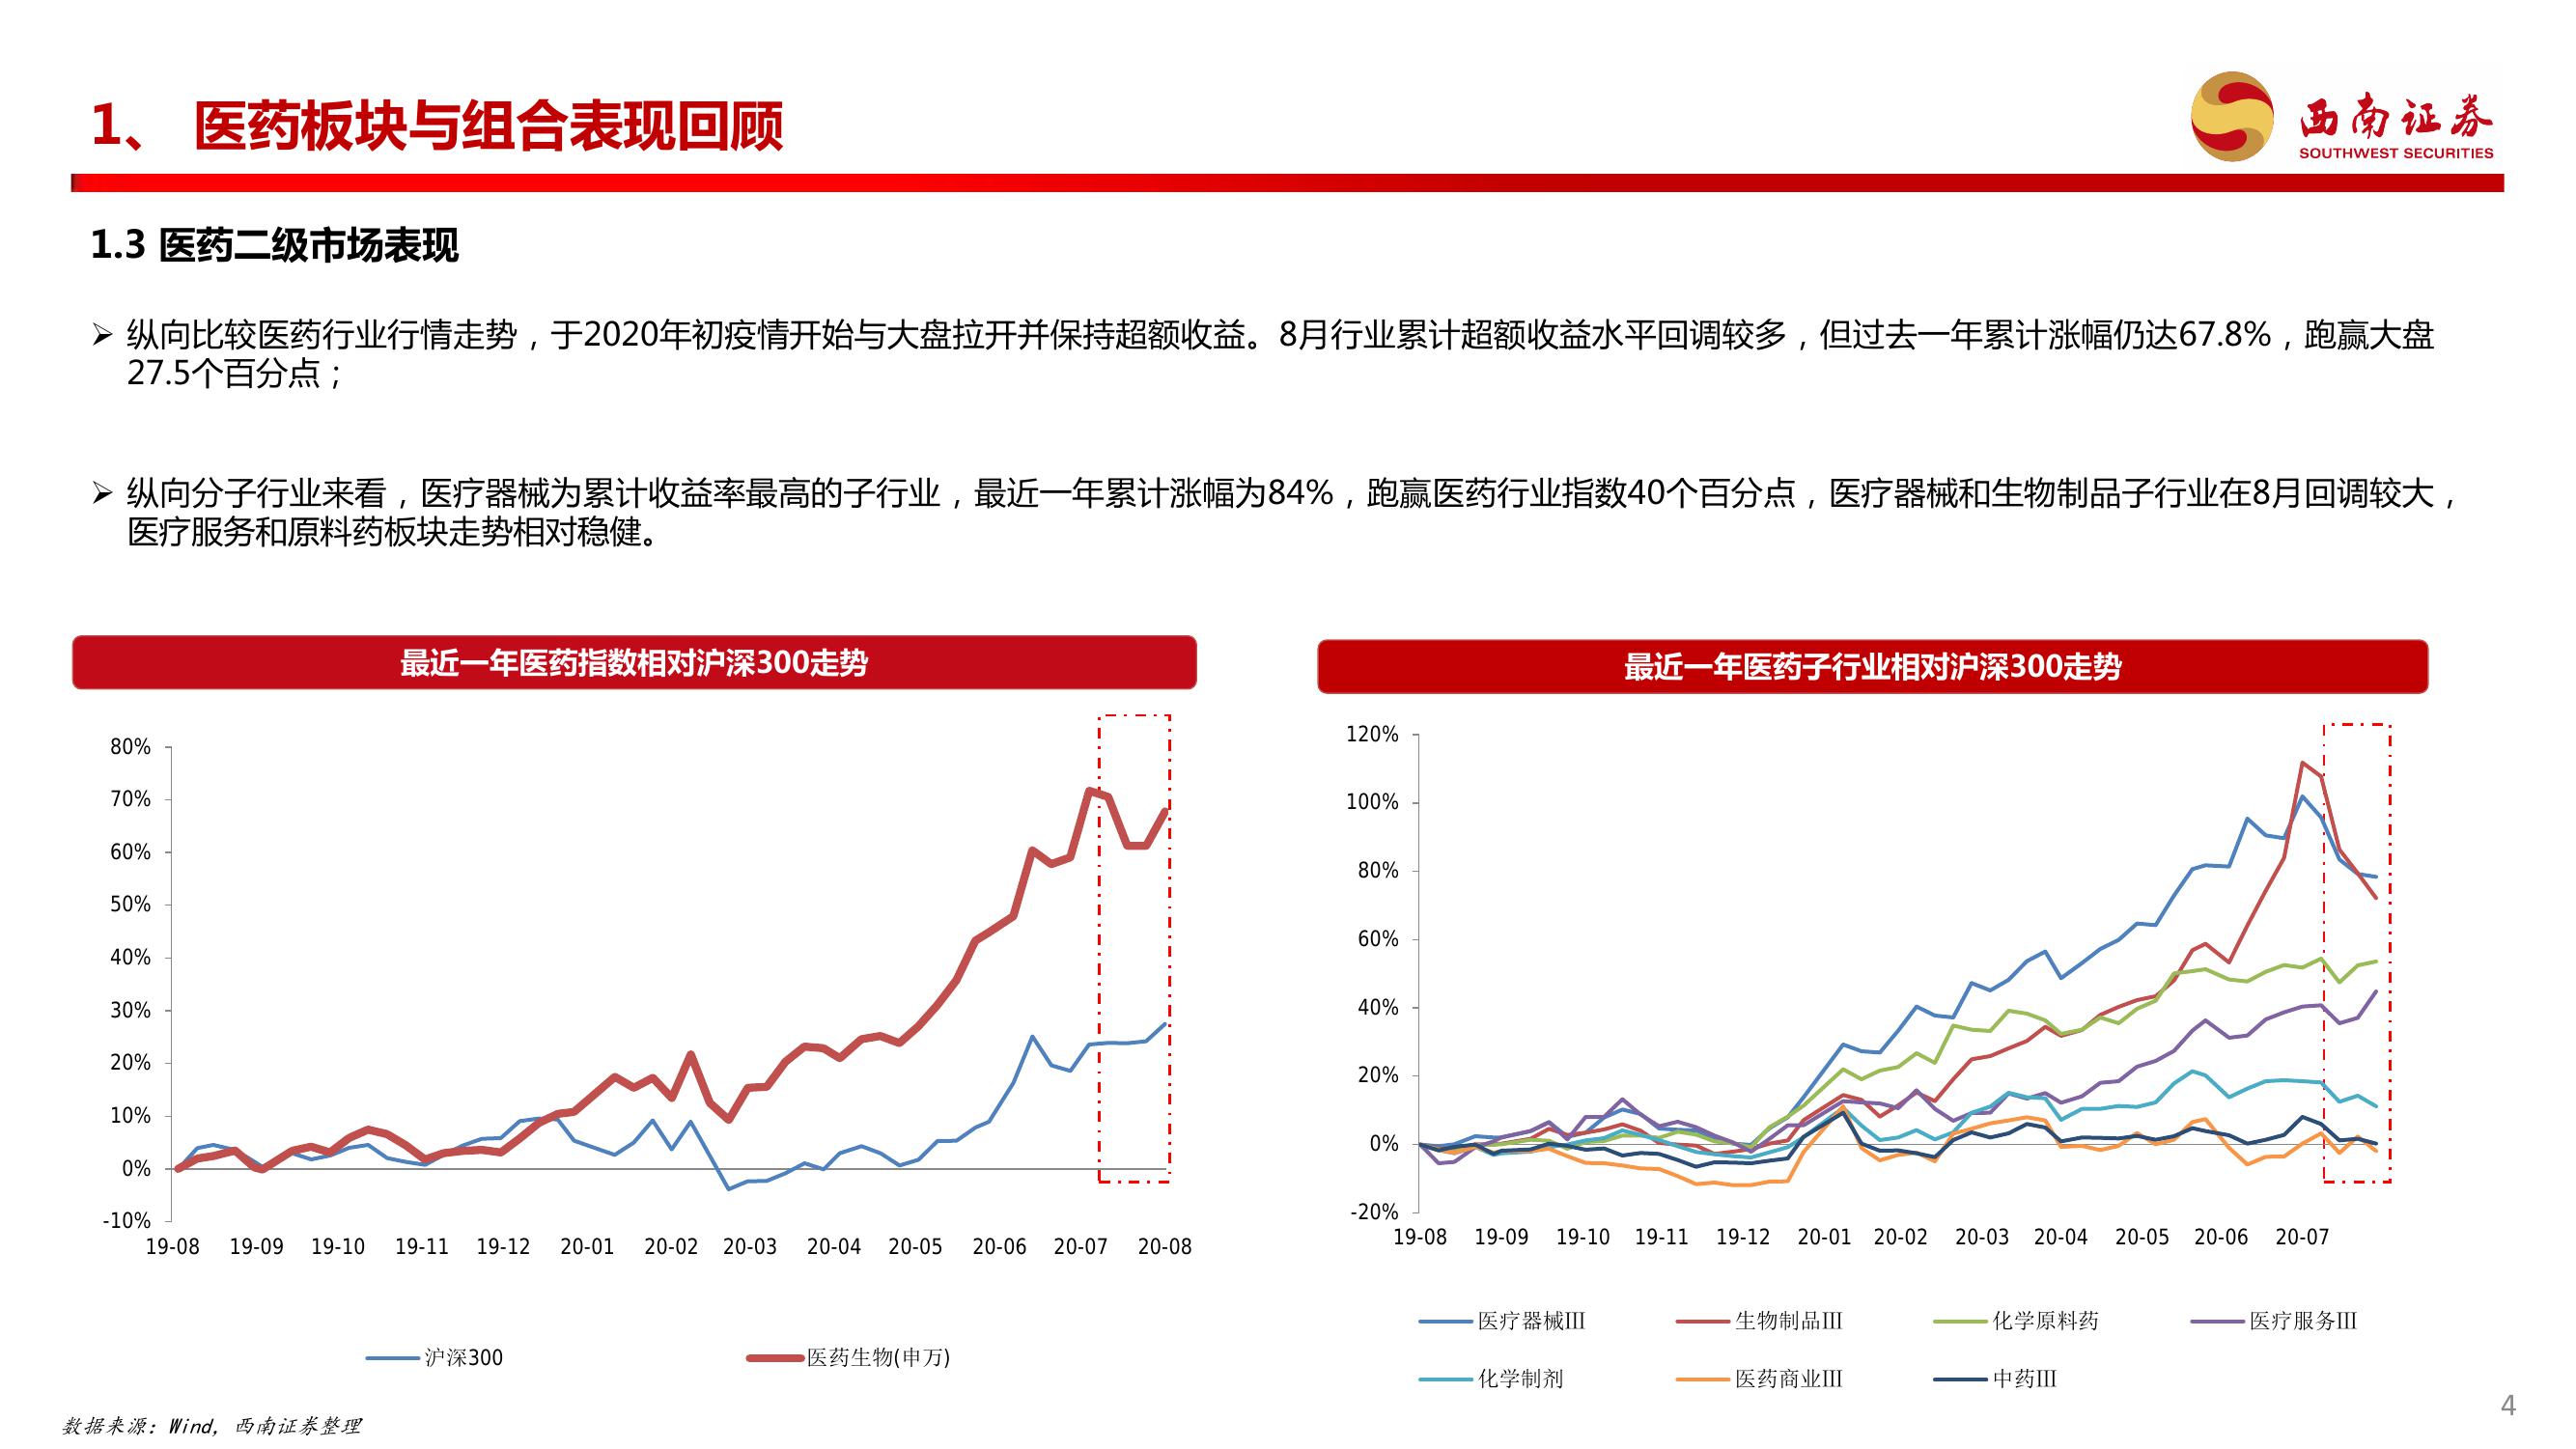 1、 医药板块与组合表现回顾
西南证券
SOUTHWEST SECURITIES
1.3 医药二级市场表现
➢ 纵向比较医药行业行情走势，于2020年初疫情开始与大盘拉开并保持超额收益。8月行业累计超额收益水平回调较多，但过去一年累计涨幅仍达67.8%，跑赢大盘
27.5个百分点；
➢ 纵向分子行业来看，医疗器械为累计收益率最高的子行业，最近一年累计涨幅为84%，跑赢医药行业指数40个百分点，医疗器械和生物制品子行业在8月回调较大，
医疗服务和原料药板块走势相对稳健。
最近一年医药指数相对沪深300走势
80%
70%
60%
50%
40%
30%
20%
10%
0%
-10%
19-08 19-09 19-10 19-11 19-12 20-01 20-02 20-03 20-04 20-05 20-06 20-07 20-08
沪深300 医药生物(申万)
最近一年医药子行业相对沪深300走势
120%
100%
80%
60%
40%
20%
0%
-20%
19-08 19-09 19-10 19-11 19-12 20-01 20-02 20-03 20-04 20-05 20-06 20-07
医疗器械Ⅲ 生物制品Ⅲ 化学原料药 医疗服务Ⅲ
化学制剂 医药商业Ⅲ 中药Ⅲ
数据来源：Wind，西南证券整理
4